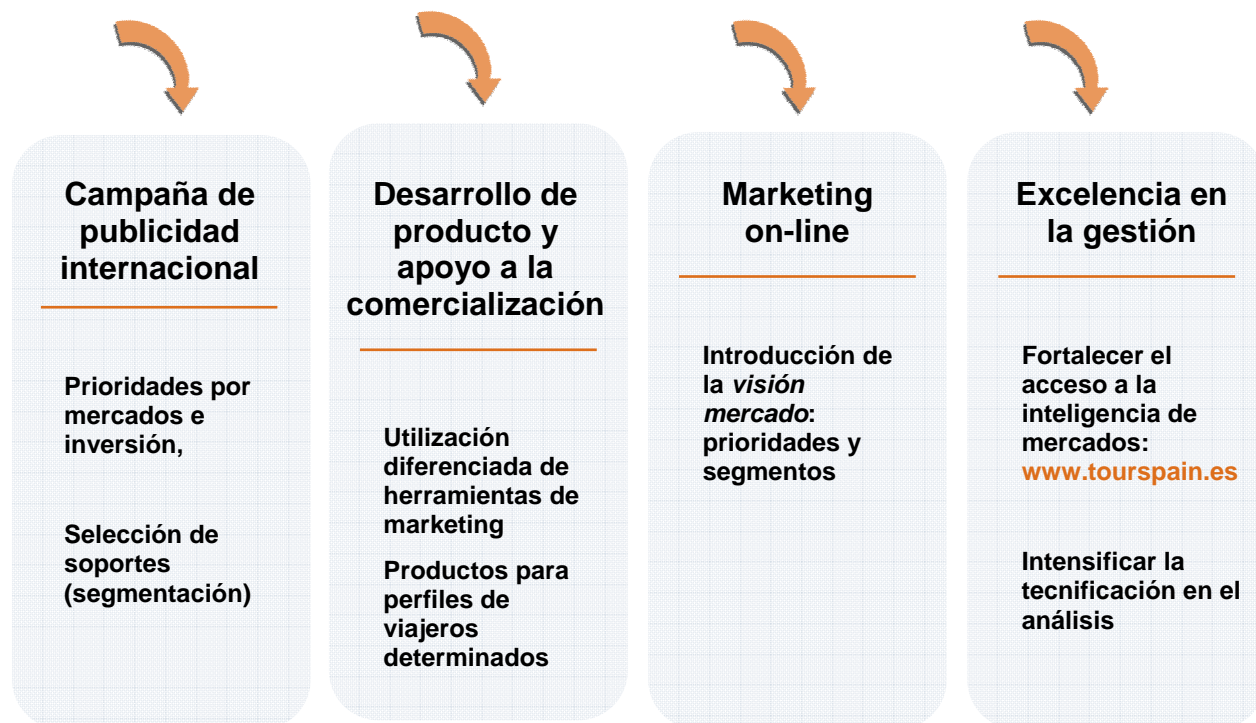 Campaña de
publicidad
internacional
Prioridades por
mercados e
inversión,
Selección de
soportes
(segmentación)
Desarrollo de
producto y
apoyo a la
comercialización
Utilización
diferenciada de
herramientas de
marketing
Productos para
perfiles de
viajeros
determinados
Marketing
on-line
Introducción de
la visión
mercado:
prioridades y
segmentos
Excelencia en
la gestión
Fortalecer el
acceso a la
inteligencia de
mercados:
www.tourspain.es
Intensificar la
tecnificación en el
análisis